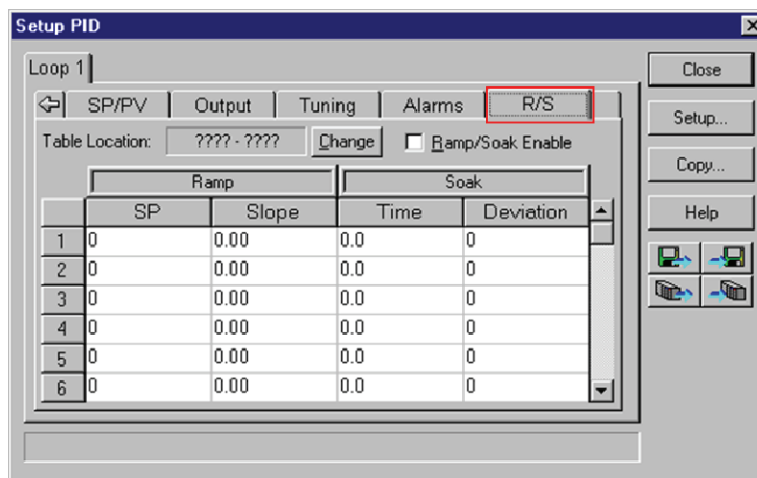 Setup PID
Loop 1
SP/PV Output Tuning Alarms R/S
Table Location: ???? - ???? Change Ramp/Soak Enable
Ramp Soak
SP Slope Time Deviation
1 0 0.00 0.0 0
2 0 0.00 0.0 0
3 0 0.00 0.0 0
4 0 0.00 0.0 0
5 0 0.00 0.0 0
6 0 0.00 0.0 0
Close
Setup...
Copy...
Help